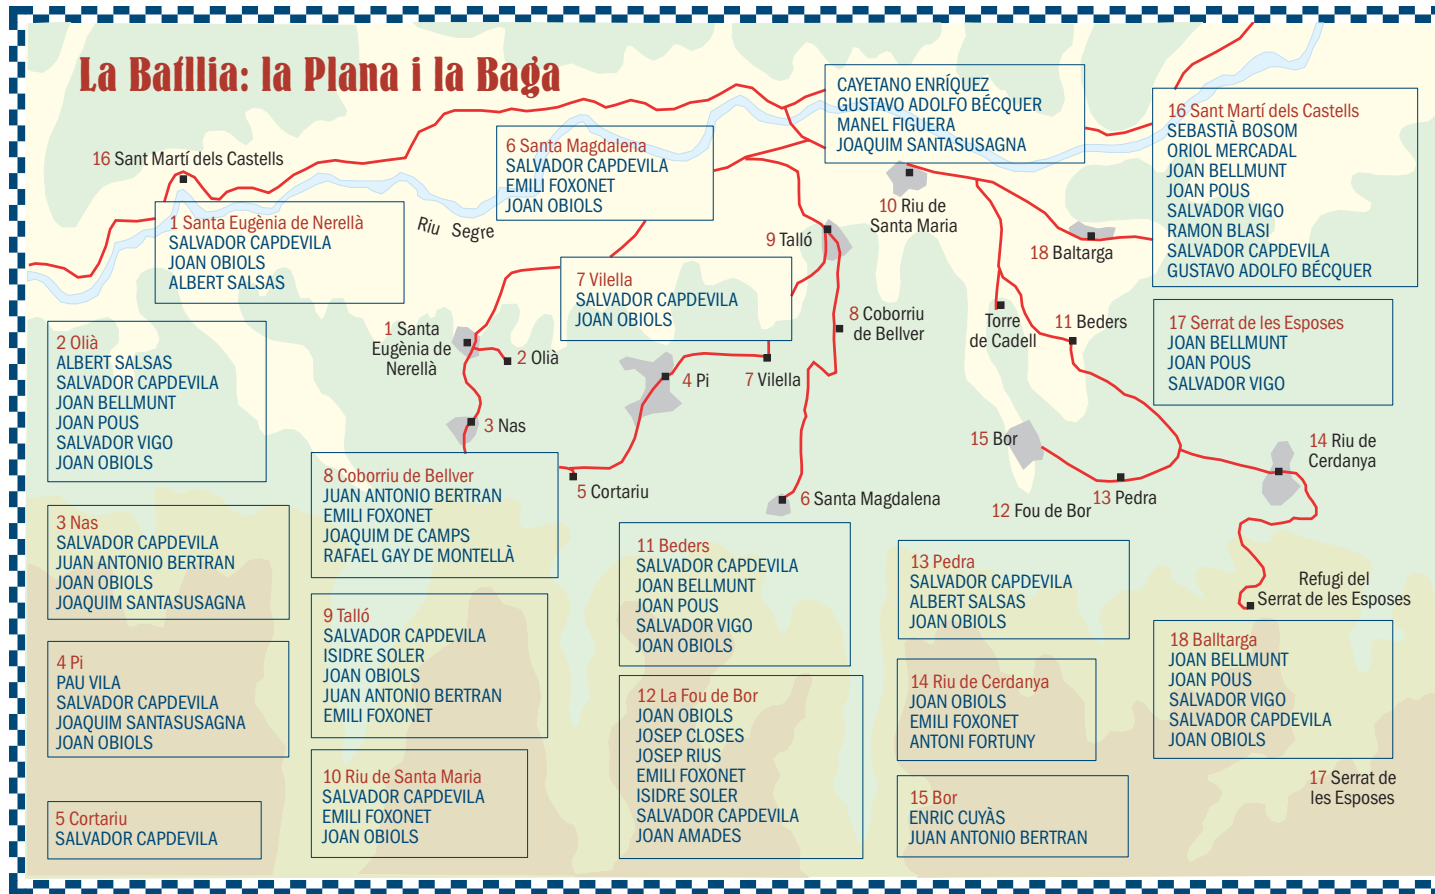 La Batllia: la Plana i la Baga
CAYETANO ENRÍQUEZ
GUSTAVO ADOLFO BÉCQUER
MANEL FIGUERA
JOAQUIM SANTASUSAGNA
16 Sant Martí dels Castells
SEBASTIÀ BOSOM
ORIOL MERCADAL
JOAN BELLMUNT
JOAN POUS
SALVADOR VIGO
RAMON BLASI
SALVADOR CAPDEVILA
GUSTAVO ADOLFO BÉCQUER
6 Santa Magdalena
SALVADOR CAPDEVILA
EMILI FOXONET
JOAN OBIOLS
16 Sant Martí dels Castells
1 Santa Eugènia de Nerellà
SALVADOR CAPDEVILA
JOAN OBIOLS
ALBERT SALSAS
Riu Segre
10 Riu de
Santa Maria
9 Talló
18 Baltarga
7 Vilella
SALVADOR CAPDEVILA
JOAN OBIOLS
8 Coborriu
de Bellver
Torre
de Cadell
11 Beders
17 Serrat de les Esposes
JOAN BELLMUNT
JOAN POUS
SALVADOR VIGO
1 Santa
Eugènia de
Nerellà
2 Olià
2 Olià
ALBERT SALSAS
SALVADOR CAPDEVILA
JOAN BELLMUNT
JOAN POUS
SALVADOR VIGO
JOAN OBIOLS
4 Pi
7 Vilella
3 Nas
15 Bor
14 Riu de
Cerdanya
8 Coborriu de Bellver
JUAN ANTONIO BERTRAN
EMILI FOXONET
JOAQUIM DE CAMPS
RAFAEL GAY DE MONTELLÀ
5 Cortariu
6 Santa Magdalena
13 Pedra
12 Fou de Bor
3 Nas
SALVADOR CAPDEVILA
JUAN ANTONIO BERTRAN
JOAN OBIOLS
JOAQUIM SANTASUSAGNA
11 Beders
SALVADOR CAPDEVILA
JOAN BELLMUNT
JOAN POUS
SALVADOR VIGO
JOAN OBIOLS
13 Pedra
SALVADOR CAPDEVILA
ALBERT SALSAS
JOAN OBIOLS
Refugi del
Serrat de les Esposes
9 Talló
SALVADOR CAPDEVILA
ISIDRE SOLER
JOAN OBIOLS
JUAN ANTONIO BERTRAN
EMILI FOXONET
18 Balltarga
JOAN BELLMUNT
JOAN POUS
SALVADOR VIGO
SALVADOR CAPDEVILA
JOAN OBIOLS
4 Pi
PAU VILA
SALVADOR CAPDEVILA
JOAQUIM SANTASUSAGNA
JOAN OBIOLS
12 La Fou de Bor
JOAN OBIOLS
JOSEP CLOSES
JOSEP RIUS
EMILI FOXONET
ISIDRE SOLER
SALVADOR CAPDEVILA
JOAN AMADES
14 Riu de Cerdanya
JOAN OBIOLS
EMILI FOXONET
ANTONI FORTUNY
10 Riu de Santa Maria
SALVADOR CAPDEVILA
EMILI FOXONET
JOAN OBIOLS
17 Serrat de
les Esposes
15 Bor
ENRIC CUYÀS
JUAN ANTONIO BERTRAN
5 Cortariu
SALVADOR CAPDEVILA